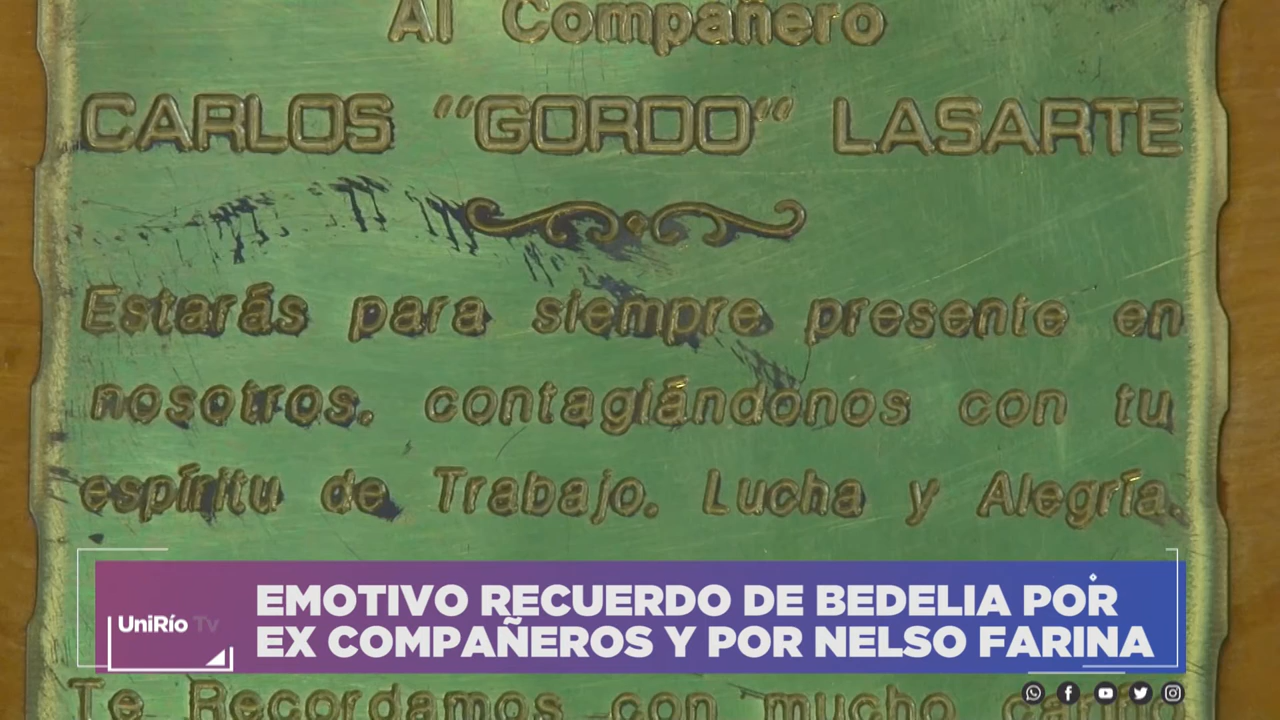 Al Compañero
CARLOS "GORDO" LASARTE
Estarás para siempre presente en
nosotros, contagiándonos con tu
espíritu de Trabajo, Lucha y Alegría.
EMOTIVO RECUERDO DE BEDELIA POR
UniRío Tv
EX COMPAÑEROS Y POR NELSO FARINA
Te Recordamos con mucho